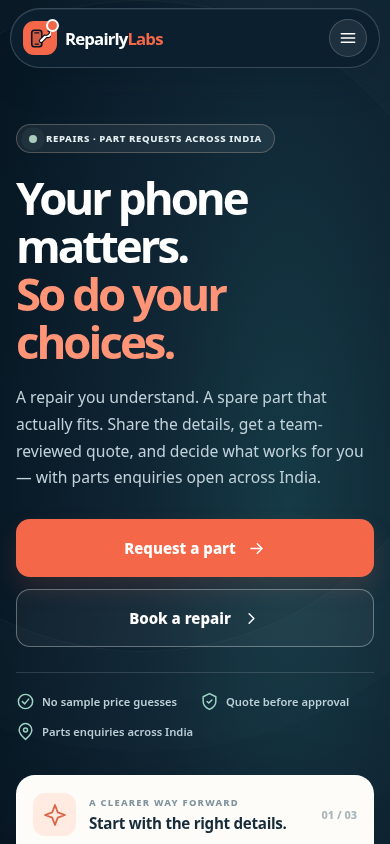 RepairlyLabs
REPAIRS · PART REQUESTS ACROSS INDIA
Your phone
matters.
So do your
choices.
A repair you understand. A spare part that
actually fits. Share the details, get a team-
reviewed quote, and decide what works for you
— with parts enquiries open across India.
Request a part
Book a repair
No sample price guesses
Quote before approval
Parts enquiries across India
A CLEARER WAY FORWARD
Start with the right details.
01 / 03